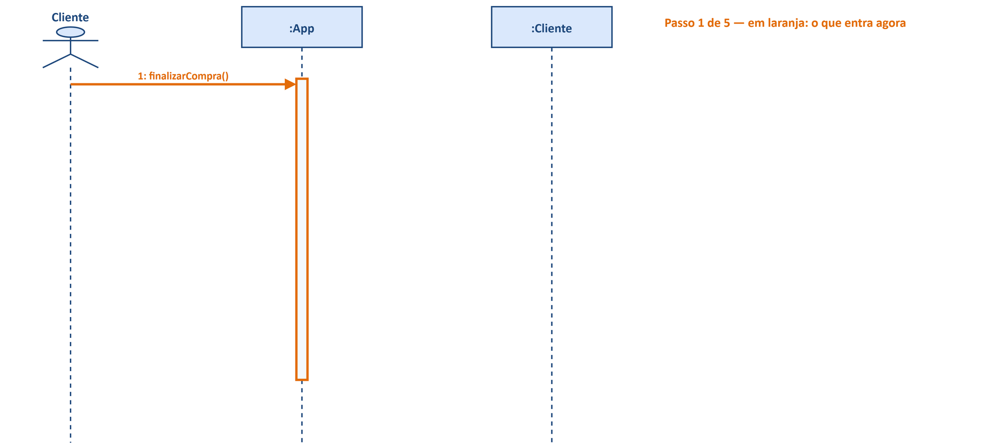 Cliente
:App
:Cliente
Passo 1 de 5 — em laranja: o que entra agora
1: finalizarCompra()